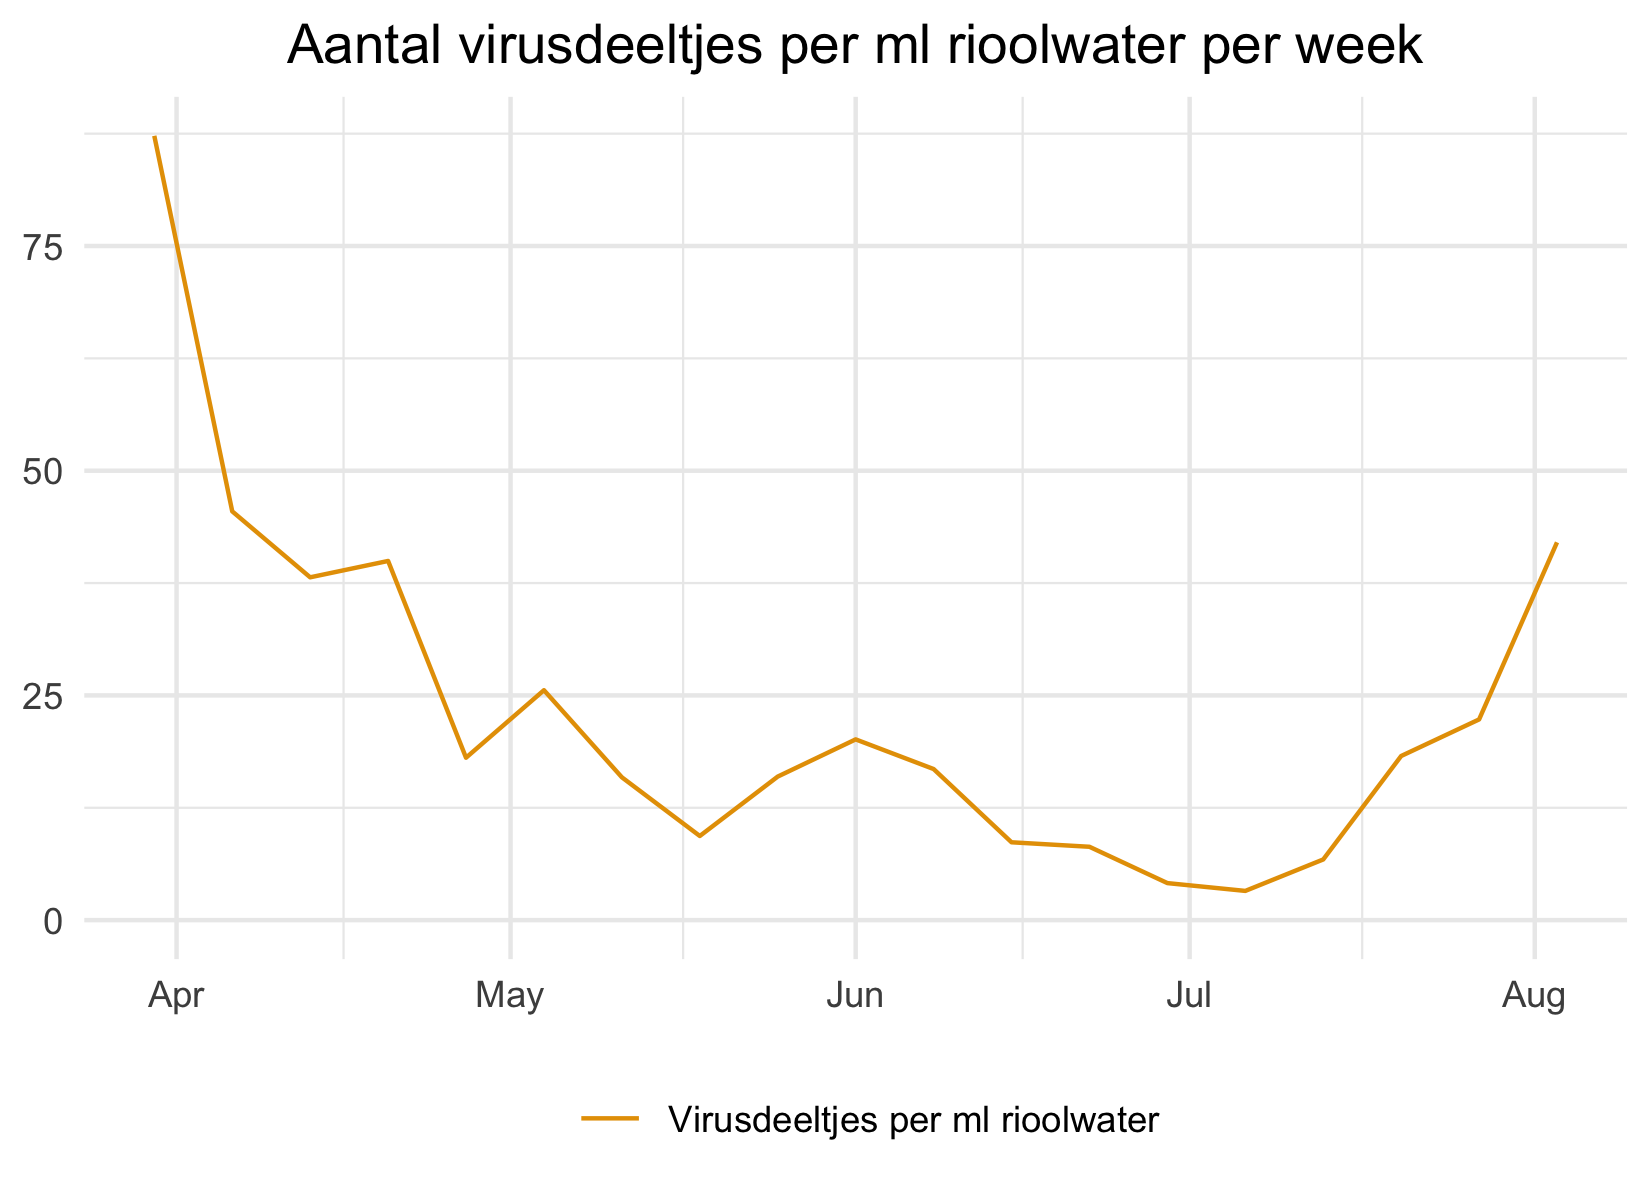 Aantal virusdeeltjes per ml rioolwater per week
75
50
25
0
Apr May Jun Jul Aug
Virusdeeltjes per ml rioolwater